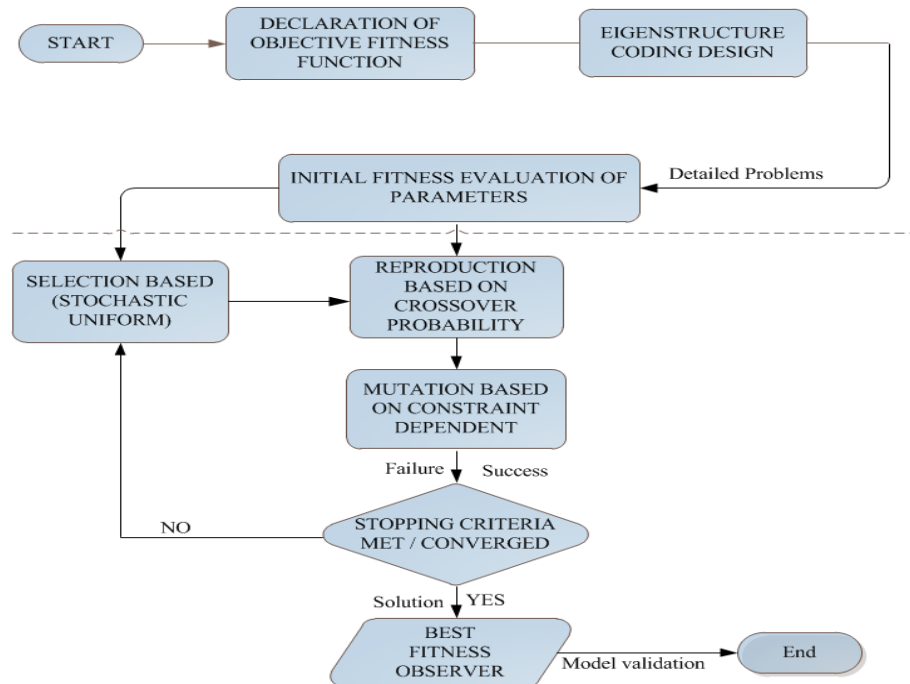 START
DECLARATION OF
OBJECTIVE FITNESS
FUNCTION
EIGENSTRUCTURE
CODING DESIGN
Detailed Problems
INITIAL FITNESS EVALUATION OF
PARAMETERS
SELECTION BASED
(STOCHASTIC
UNIFORM)
REPRODUCTION
BASED ON
CROSSOVER
PROBABILITY
MUTATION BASED
ON CONSTRAINT
DEPENDENT
Failure
Success
STOPPING CRITERIA
MET / CONVERGED
NO
Solution
YES
BEST
FITNESS
OBSERVER
Model validation
End